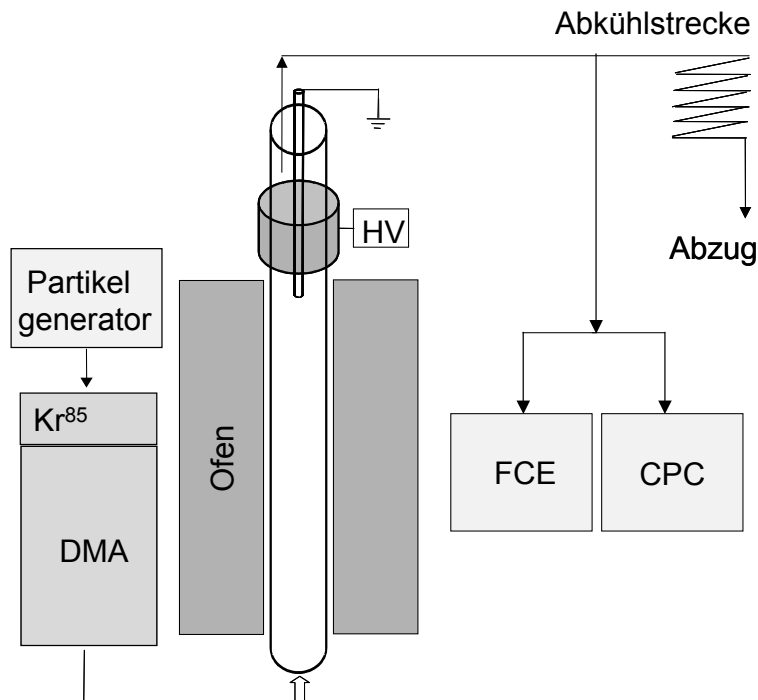 Abkühlstrecke
HV
Abzug
Partikel
generator
Kr85
Ofen
FCE
CPC
DMA